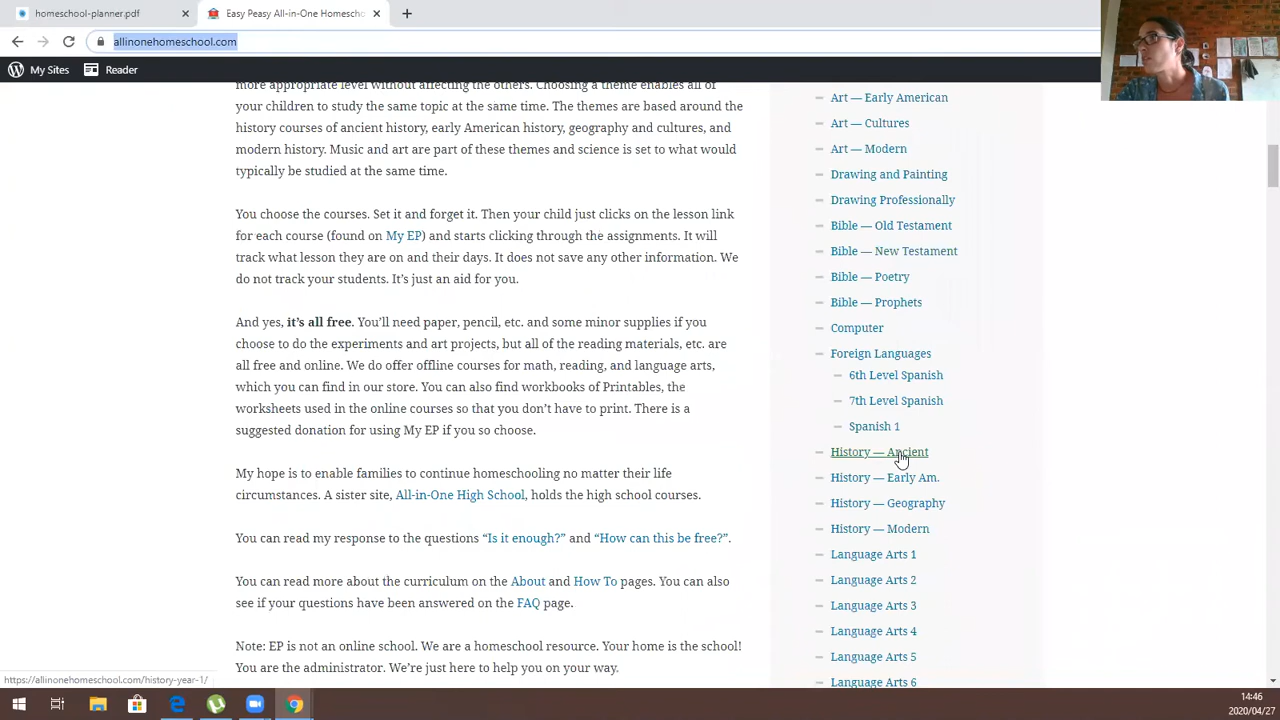 homeschool-planner.pdf
Easy Peasy All-in-One Homescho
allinonehomeschool.com
My Sites
Reader
more appropriate level without affecting the others. Choosing a theme enables all of
your children to study the same topic at the same time. The themes are based around the
history courses of ancient history, early American history, geography and cultures, and
modern history. Music and art are part of these themes and science is set to what would
typically be studied at the same time.
You choose the courses. Set it and forget it. Then your child just clicks on the lesson link
for each course (found on My EP) and starts clicking through the assignments. It will
track what lesson they are on and their days. It does not save any other information. We
do not track your students. It's just an aid for you.
And yes, it's all free. You'll need paper, pencil, etc. and some minor supplies if you
choose to do the experiments and art projects, but all of the reading materials, etc. are
all free and online. We do offer offline courses for math, reading, and language arts,
which you can find in our store. You can also find workbooks of Printables, the
worksheets used in the online courses so that you don't have to print. There is a
suggested donation for using My EP if you so choose.
My hope is to enable families to continue homeschooling no matter their life
circumstances. A sister site, All-in-One High School, holds the high school courses.
You can read my response to the questions “Is it enough?” and “How can this be free?”.
You can read more about the curriculum on the About and How To pages. You can also
see if your questions have been answered on the FAQ page.
Note: EP is not an online school. We are a homeschool resource. Your home is the school!
You are the administrator. We're just here to help you on your way.
Art — Early American
Art — Cultures
Art — Modern
Drawing and Painting
Drawing Professionally
Bible — Old Testament
Bible — New Testament
Bible — Poetry
Bible — Prophets
Computer
Foreign Languages
6th Level Spanish
7th Level Spanish
Spanish 1
History — Ancient
History — Early Am.
History — Geography
History — Modern
Language Arts 1
Language Arts 2
Language Arts 3
Language Arts 4
Language Arts 5
Language Arts 6
https://allinonehomeschool.com/history-year-1/
14:46
2020/04/27